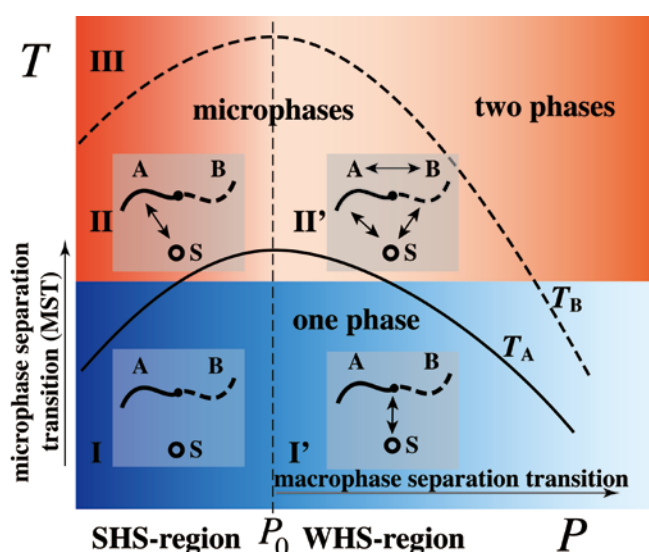 T
III
microphases
two phases
A B
A B
II
S
II'
S
T_B
one phase
T_A
A B
A B
S
S
I
I'
microphase separation
transition (MST)
macrophase separation transition
SHS-region
P₀
WHS-region
P